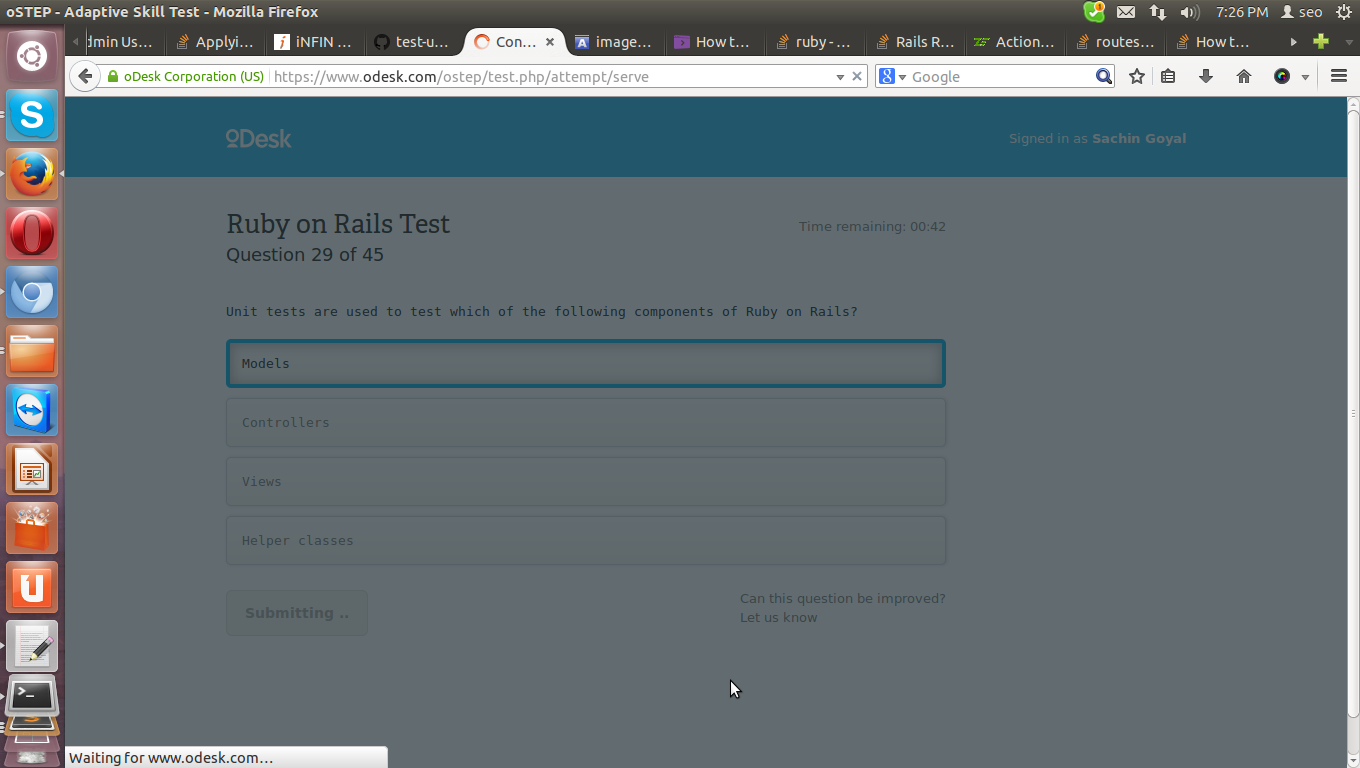 oSTEP - Adaptive Skill Test - Mozilla Firefox
7:26 PM seo
dmin Us... Applyi... iNFIN ... test-u... Con... image... How t... ruby - ... Rails R... Action... routes... How t...
oDesk Corporation (US) https://www.odesk.com/ostep/test.php/attempt/serve Google
oDesk Signed in as Sachin Goyal
Ruby on Rails Test
Time remaining: 00:42
Question 29 of 45
Unit tests are used to test which of the following components of Ruby on Rails?
Models
Controllers
Views
Helper classes
Submitting ..
Can this question be improved?
Let us know
Waiting for www.odesk.com...